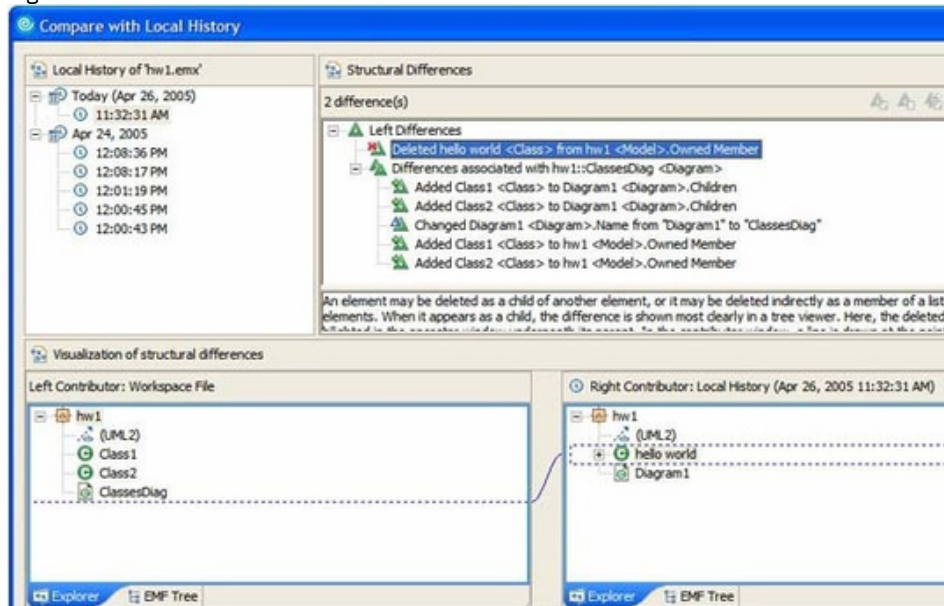 Compare with Local History
Local History of 'hw1.emx'
Today (Apr 26, 2005)
11:32:31 AM
Apr 24, 2005
12:08:36 PM
12:08:17 PM
12:01:19 PM
12:00:45 PM
12:00:43 PM
Structural Differences
2 difference(s)
Left Differences
Deleted hello world <Class> from hw1 <Model>.Owned Member
Differences associated with hw1::ClassesDiag <Diagram>
Added Class1 <Class> to Diagram1 <Diagram>.Children
Added Class2 <Class> to Diagram1 <Diagram>.Children
Changed Diagram1 <Diagram>.Name from "Diagram1" to "ClassesDiag"
Added Class1 <Class> to hw1 <Model>.Owned Member
Added Class2 <Class> to hw1 <Model>.Owned Member
An element may be deleted as a child of another element, or it may be deleted indirectly as a member of a list
elements. When it appears as a child, the difference is shown most clearly in a tree viewer. Here, the deleted
Visualization of structural differences
Left Contributor: Workspace File
hw1
(UML2)
Class1
Class2
ClassesDiag
Explorer
EMF Tree
Right Contributor: Local History (Apr 26, 2005 11:32:31 AM)
hw1
(UML2)
hello world
Diagram1
Explorer
EMF Tree